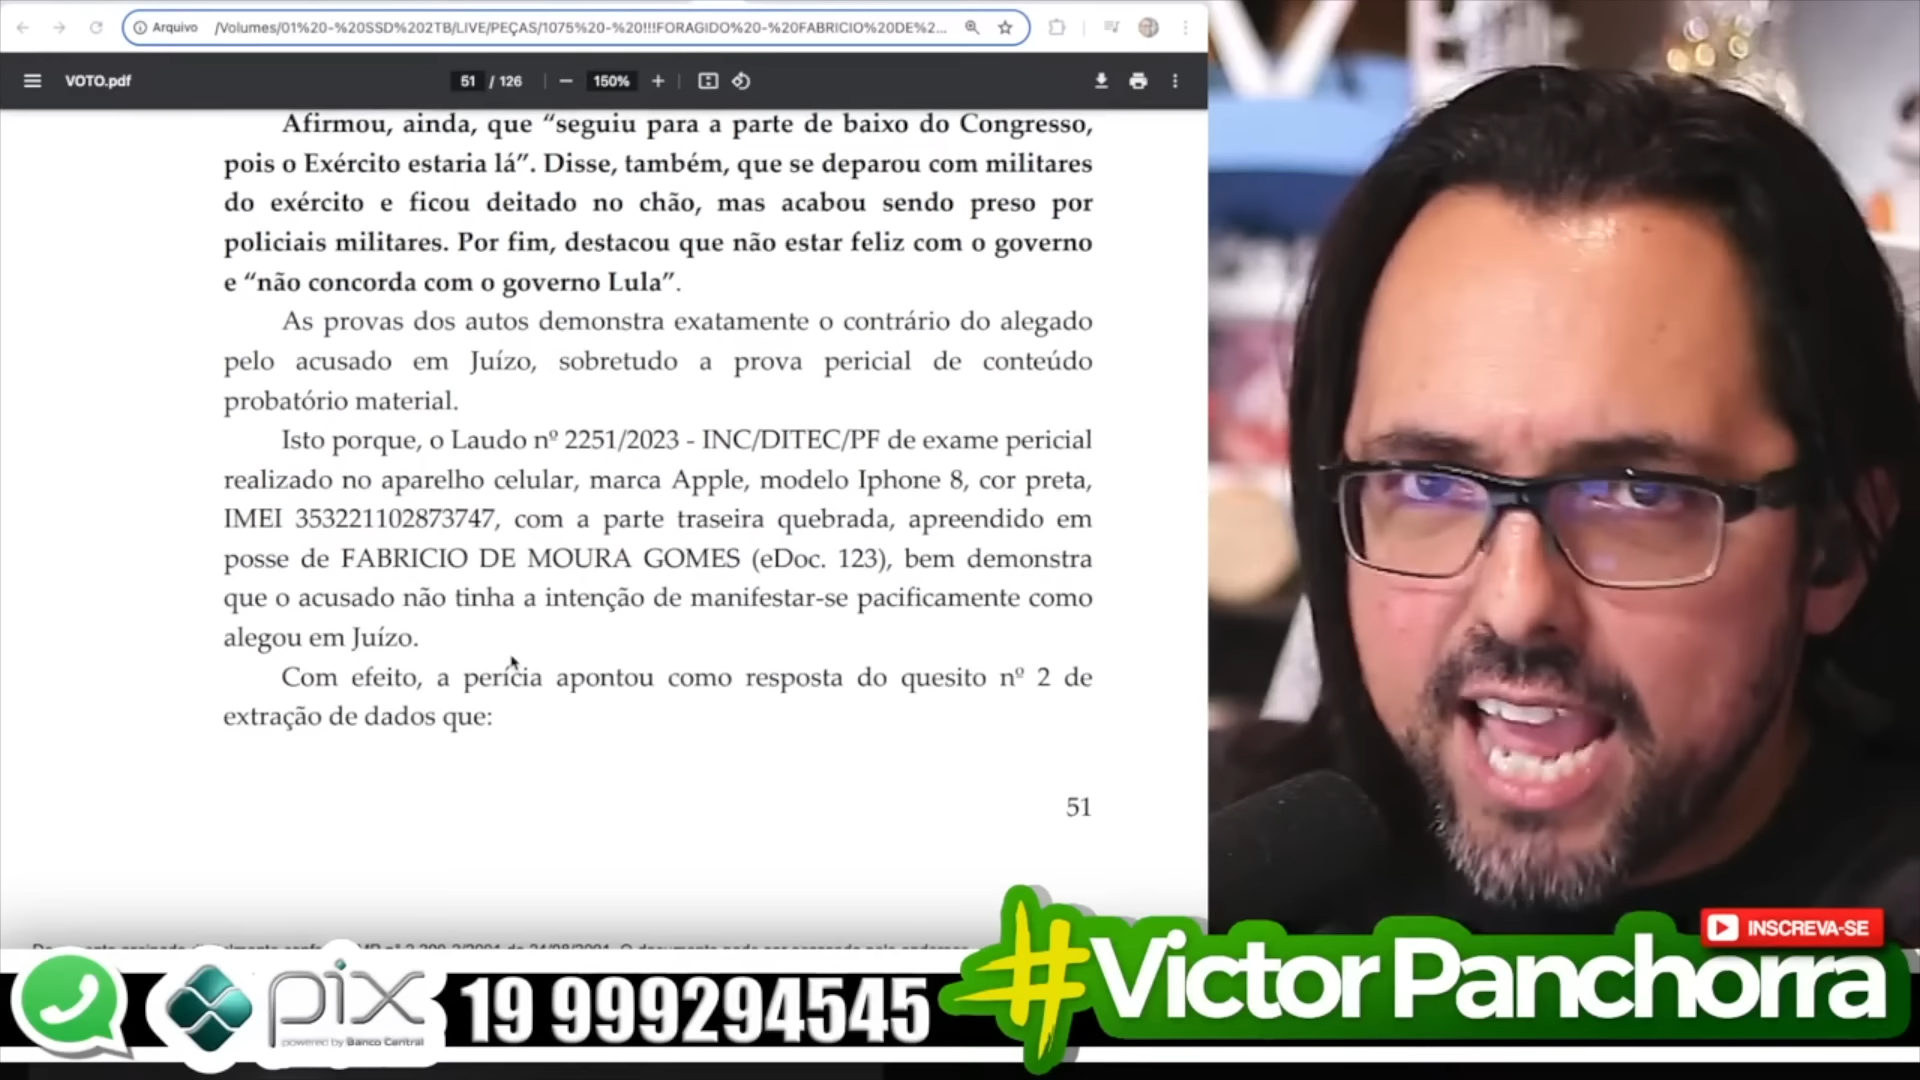 Arquivo /Volumes/01%20-%20SSD%202TB/LIVE/PEÇAS/1075%20-%20!!!FORAGIDO%20-%20FABRICIO%20DE%2...
VOTO.pdf 51 / 126 150%
Afirmou, ainda, que “seguiu para a parte de baixo do Congresso,
pois o Exército estaria lá”. Disse, também, que se deparou com militares
do exército e ficou deitado no chão, mas acabou sendo preso por
policiais militares. Por fim, destacou que não estar feliz com o governo
e “não concorda com o governo Lula”.
As provas dos autos demonstra exatamente o contrário do alegado
pelo acusado em Juízo, sobretudo a prova pericial de conteúdo
probatório material.
Isto porque, o Laudo nº 2251/2023 - INC/DITEC/PF de exame pericial
realizado no aparelho celular, marca Apple, modelo Iphone 8, cor preta,
IMEI 353221102873747, com a parte traseira quebrada, apreendido em
posse de FABRICIO DE MOURA GOMES (eDoc. 123), bem demonstra
que o acusado não tinha a intenção de manifestar-se pacificamente como
alegou em Juízo.
Com efeito, a perícia apontou como resposta do quesito nº 2 de
extração de dados que:
51
INSCREVA-SE
pix
powered by Banco Central
19 999294545
#Victor Panchorra